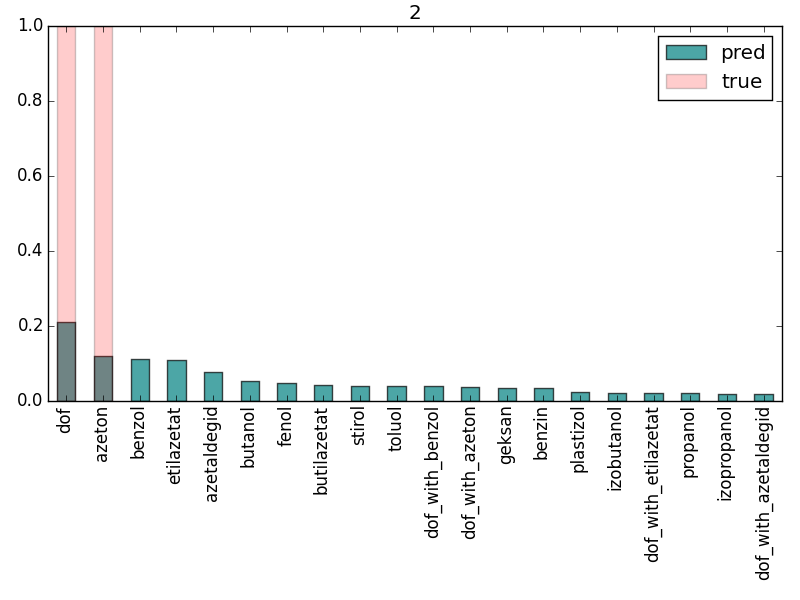 2
1.0
0.8
0.6
0.4
0.2
0.0
pred
true
dof
azeton
benzol
etilazetat
azetaldegid
butanol
fenol
butilazetat
stirol
toluol
dof_with_benzol
dof_with_azeton
geksan
benzin
plastizol
izobutanol
dof_with_etilazetat
propanol
izopropanol
dof_with_azetaldegid